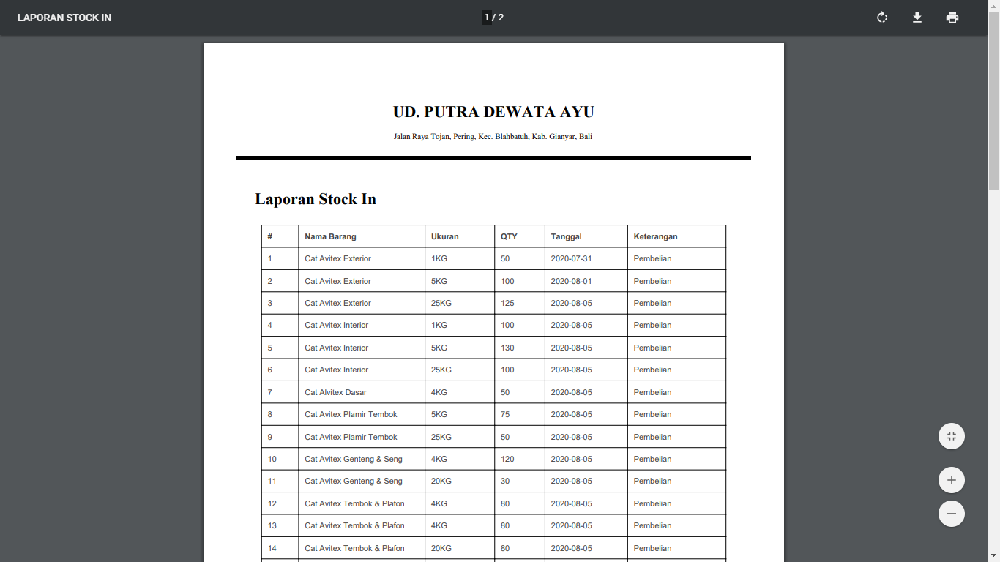 LAPORAN STOCK IN
1 / 2
UD. PUTRA DEWATA AYU
Jalan Raya Tojan, Pering, Kec. Blahbatuh, Kab. Gianyar, Bali
Laporan Stock In
# Nama Barang Ukuran QTY Tanggal Keterangan
1 Cat Avitex Exterior 1KG 50 2020-07-31 Pembelian
2 Cat Avitex Exterior 5KG 100 2020-08-01 Pembelian
3 Cat Avitex Exterior 25KG 125 2020-08-05 Pembelian
4 Cat Avitex Interior 1KG 100 2020-08-05 Pembelian
5 Cat Avitex Interior 5KG 130 2020-08-05 Pembelian
6 Cat Avitex Interior 25KG 100 2020-08-05 Pembelian
7 Cat Alvitex Dasar 4KG 50 2020-08-05 Pembelian
8 Cat Avitex Plamir Tembok 5KG 75 2020-08-05 Pembelian
9 Cat Avitex Plamir Tembok 25KG 50 2020-08-05 Pembelian
10 Cat Avitex Genteng & Seng 4KG 120 2020-08-05 Pembelian
11 Cat Avitex Genteng & Seng 20KG 30 2020-08-05 Pembelian
12 Cat Avitex Tembok & Plafon 4KG 80 2020-08-05 Pembelian
13 Cat Avitex Tembok & Plafon 4KG 80 2020-08-05 Pembelian
14 Cat Avitex Tembok & Plafon 20KG 80 2020-08-05 Pembelian